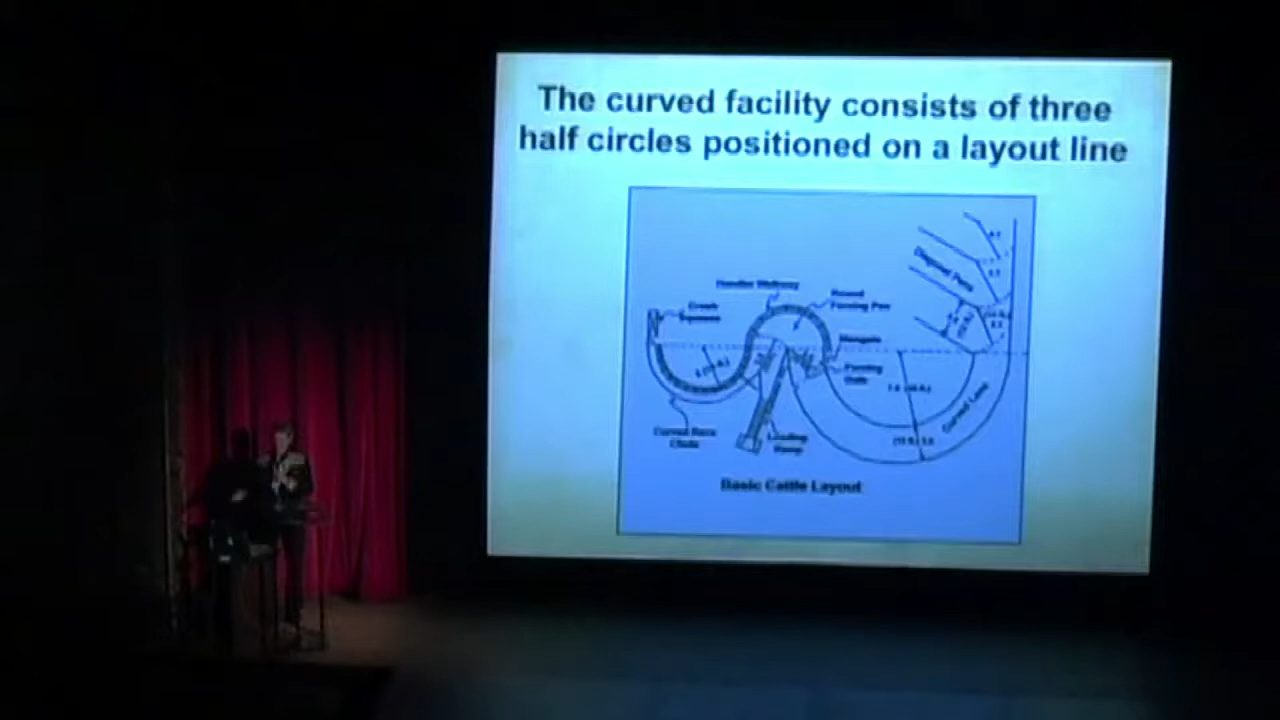 The curved facility consists of three
half circles positioned on a layout line
Diagonal Pens
Handler Walkway
Round
Forcing Pen
Crush
Squeeze
Forcing
Gate
Curved Lane
Curved Race
Chute
Loading
Ramp
Basic Cattle Layout